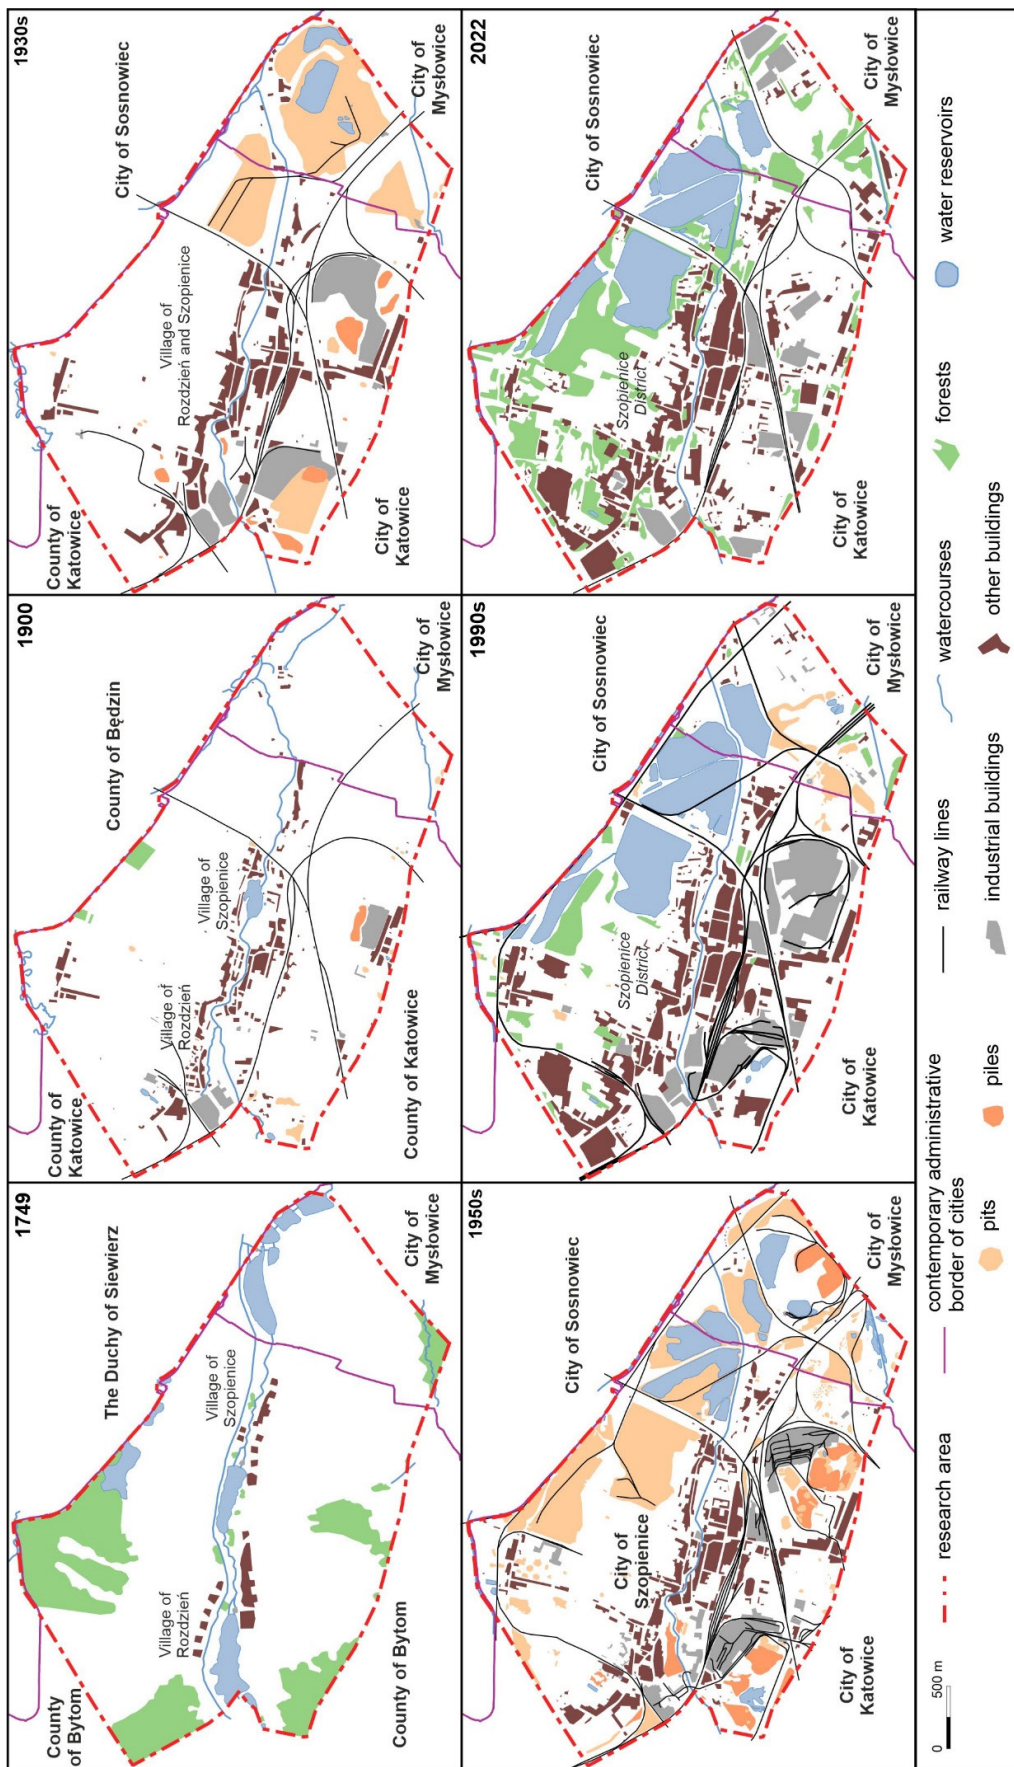 1749
The Duchy of Siewierz
County
of Bytom
Village of
Rozdzień
Village of
Szopienice
County of Bytom
City of
Mysłowice
1900
County of Będzin
County of
Katowice
Village of
Rozdzień
Village of
Szopienice
County of Katowice
City of
Mysłowice
1930s
City of Sosnowiec
County of
Katowice
Village of
Rozdzień and Szopienice
City of
Katowice
City of
Mysłowice
1950s
City of Sosnowiec
City of
Szopienice
City of
Katowice
City of
Mysłowice
1990s
City of Sosnowiec
Szopienice
District
City of
Katowice
City of
Mysłowice
2022
City of Sosnowiec
Szopienice
District
City of
Katowice
City of
Mysłowice
0 500 m
research area
contemporary administrative
border of cities
railway lines
watercourses
forests
water reservoirs
pits
piles
industrial buildings
other buildings